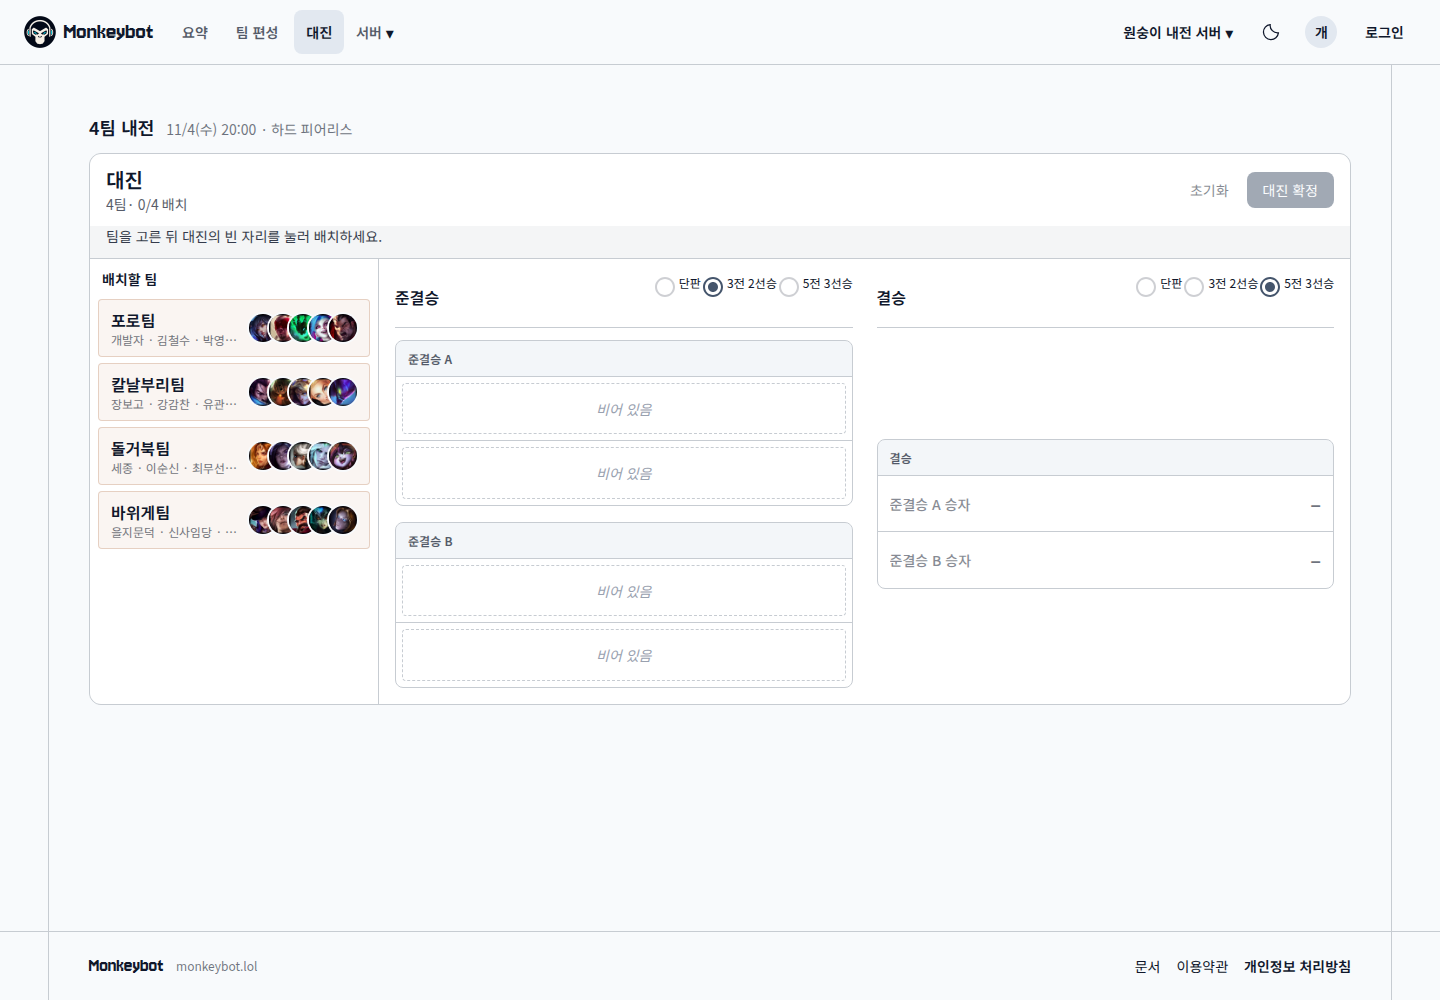 Monkeybot 요약 팀 편성 대진 서버 ▾ 원숭이 내전 서버 ▾ 개 로그인
4팀 내전 11/4(수) 20:00 · 하드 피어리스
대진
4팀 · 0/4 배치
초기화 대진 확정
팀을 고른 뒤 대진의 빈 자리를 눌러 배치하세요.
배치할 팀
포로팀
개발자 · 김철수 · 박영…
칼날부리팀
장보고 · 강감찬 · 유관…
돌거북팀
세종 · 이순신 · 최무선…
바위게팀
을지문덕 · 신사임당 · …
준결승 단판 3전 2선승 5전 3선승
준결승 A
비어 있음
비어 있음
준결승 B
비어 있음
비어 있음
결승 단판 3전 2선승 5전 3선승
결승
준결승 A 승자 –
준결승 B 승자 –
Monkeybot monkeybot.lol 문서 이용약관 개인정보 처리방침